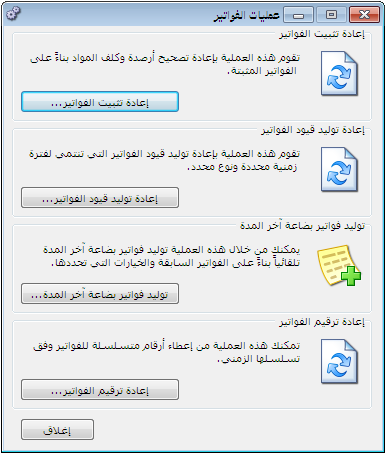 عمليات الفواتير
إعادة تثبيت الفواتير
تقوم هذه العملية بإعادة تصحيح أرصدة وكلف المواد بناءً على
الفواتير المثبتة.
إعادة تثبيت الفواتير...
إعادة توليد قيود الفواتير
تقوم هذه العملية بإعادة توليد قيود الفواتير التي تنتمي لفترة
زمنية محددة ونوع محدد.
إعادة توليد قيود الفواتير...
توليد فواتير بضاعة آخر المدة
يمكنك من خلال هذه العملية توليد فواتير بضاعة آخر المدة
تلقائياً بناءً على الفواتير السابقة والخيارات التي تحددها.
توليد فواتير بضاعة آخر المدة...
إعادة ترقيم الفواتير
تمكنك هذه العملية من إعطاء أرقام متسلسلة للفواتير وفق
تسلسلها الزمني.
إعادة ترقيم الفواتير...
إغلاق